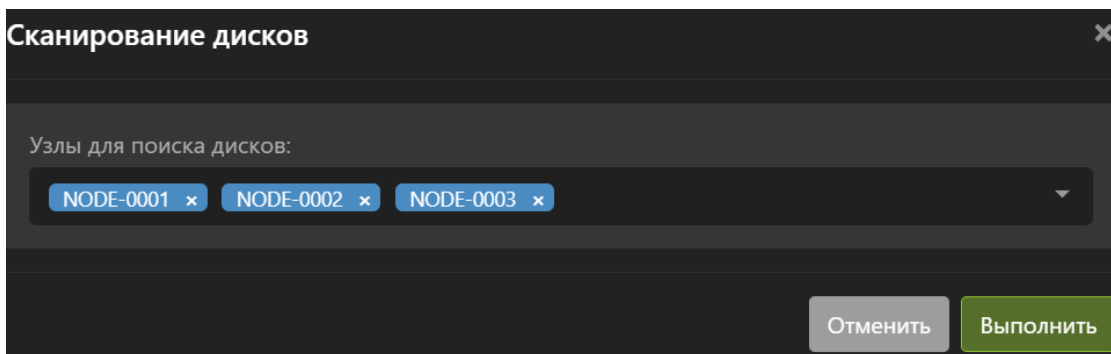 Сканирование дисков ×
Узлы для поиска дисков:
NODE-0001 × NODE-0002 × NODE-0003 ×
Отменить Выполнить